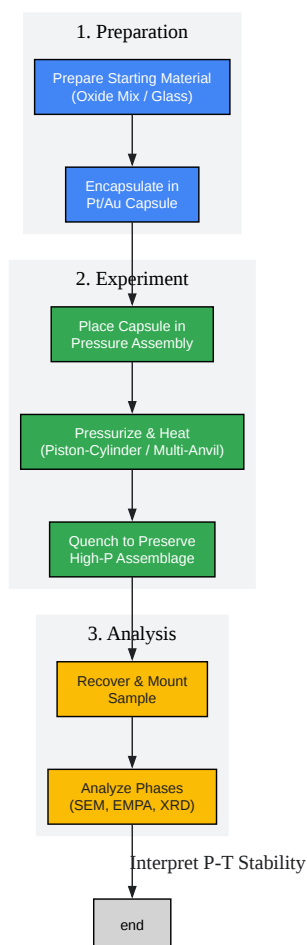 1. Preparation
Prepare Starting Material
(Oxide Mix / Glass)
Encapsulate in
Pt/Au Capsule
2. Experiment
Place Capsule in
Pressure Assembly
Pressurize & Heat
(Piston-Cylinder / Multi-Anvil)
Quench to Preserve
High-P Assemblage
3. Analysis
Recover & Mount
Sample
Analyze Phases
(SEM, EMPA, XRD)
Interpret P-T Stability
end